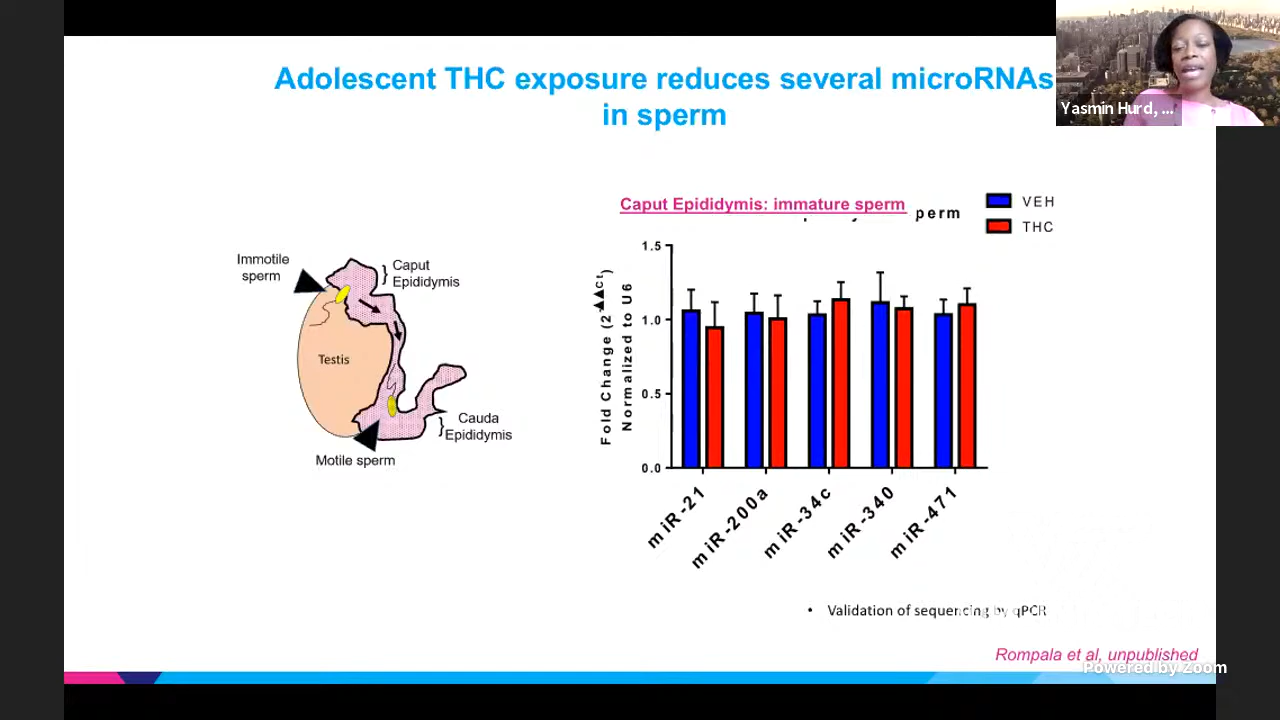 Adolescent THC exposure reduces several microRNAs
in sperm
Yasmin Hurd, ...
Caput Epididymis: immature sperm
perm
VEH
THC
Immotile
sperm
Caput
Epididymis
Testis
Cauda
Epididymis
Motile sperm
Fold Change (2^-▲▲ct)
Normalized to U6
1.5
1.0
0.5
0.0
miR-21
miR-200a
miR-34c
miR-340
miR-471
• Validation of sequencing by qPCR
Rompala et al, unpublished
Powered by Zoom